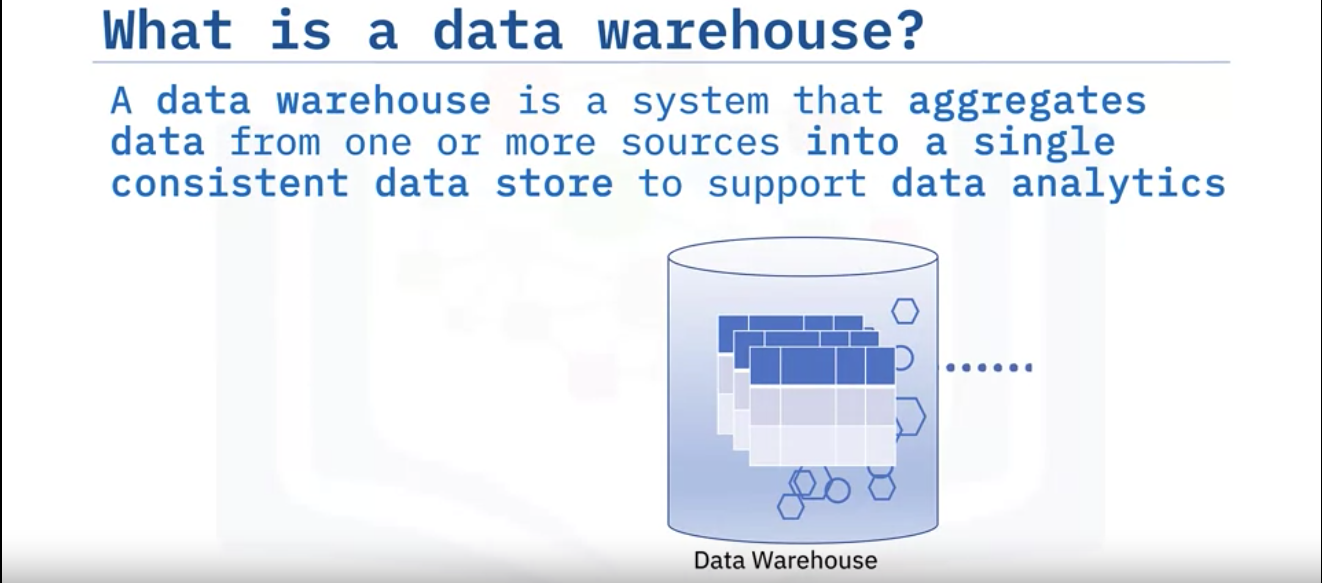 What is a data warehouse?
A data warehouse is a system that aggregates
data from one or more sources into a single
consistent data store to support data analytics
Data Warehouse